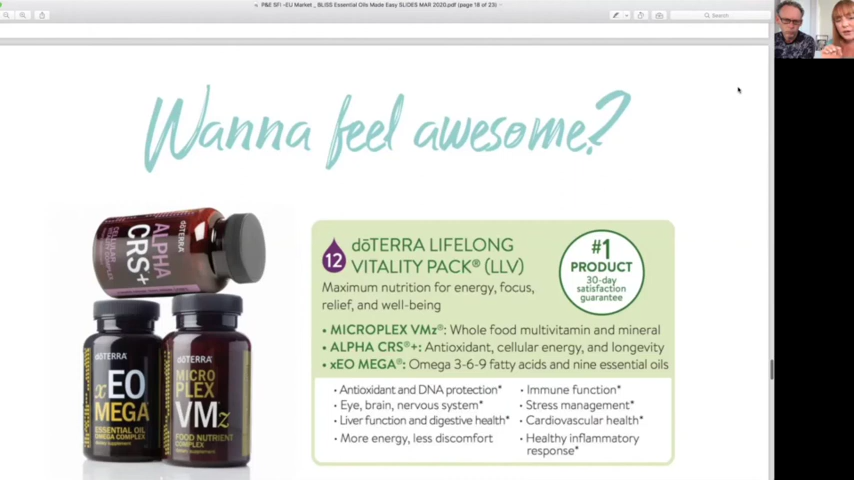 P&E SFI -EU Market _ BLISS Essential Oils Made Easy SLIDES MAR 2020.pdf (page 18 of 23)
Search
Wanna feel awesome?
dōTERRA
ALPHA
CRS+
CELLULAR
VITALITY COMPLEX
dōTERRA
xEO
MEGA
ESSENTIAL OIL
OMEGA COMPLEX
dōTERRA
MICRO
PLEX
VMz
FOOD NUTRIENT
COMPLEX
12
dōTERRA LIFELONG
VITALITY PACK® (LLV)
Maximum nutrition for energy, focus,
relief, and well-being
#1
PRODUCT
30-day
satisfaction
guarantee
• MICROPLEX VMz®: Whole food multivitamin and mineral
• ALPHA CRS®+: Antioxidant, cellular energy, and longevity
• xEO MEGA®: Omega 3-6-9 fatty acids and nine essential oils
· Antioxidant and DNA protection*
· Eye, brain, nervous system*
· Liver function and digestive health*
· More energy, less discomfort
· Immune function*
· Stress management*
· Cardiovascular health*
· Healthy inflammatory
response*